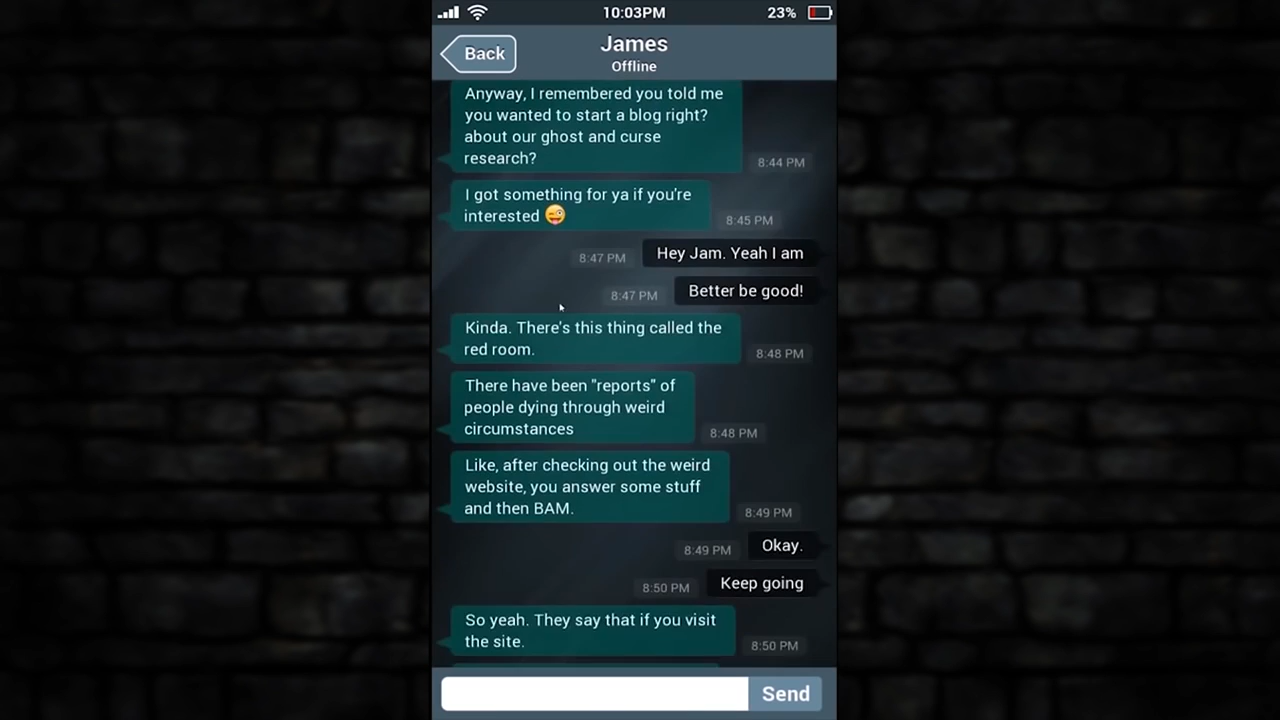 10:03PM
23%
Back
James
Offline
Anyway, I remembered you told me
you wanted to start a blog right?
about our ghost and curse
research?
8:44 PM
I got something for ya if you're
interested 😜
8:45 PM
8:47 PM
Hey Jam. Yeah I am
8:47 PM
Better be good!
Kinda. There's this thing called the
red room.
8:48 PM
There have been "reports" of
people dying through weird
circumstances
8:48 PM
Like, after checking out the weird
website, you answer some stuff
and then BAM.
8:49 PM
8:49 PM
Okay.
8:50 PM
Keep going
So yeah. They say that if you visit
the site.
8:50 PM
Send